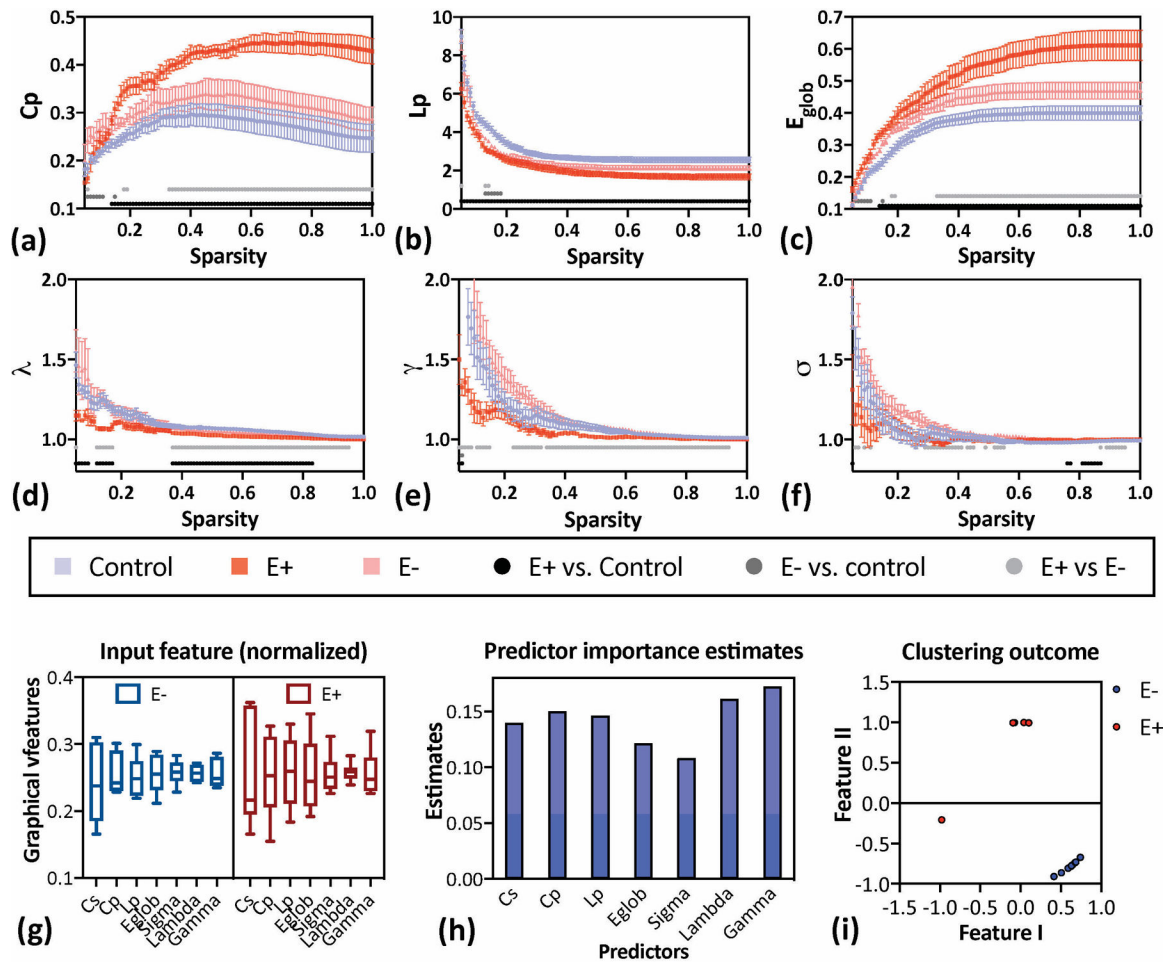 0.5
0.4
0.3
0.2
0.1
Cp
0.2 0.4 0.6 0.8 1.0
Sparsity
(a)
10
8
6
4
2
0
Lp
0.2 0.4 0.6 0.8 1.0
Sparsity
(b)
0.7
0.6
0.5
0.4
0.3
0.2
0.1
E_glob
0.2 0.4 0.6 0.8 1.0
Sparsity
(c)
2.0
1.5
1.0
λ
0.2 0.4 0.6 0.8 1.0
Sparsity
(d)
2.0
1.5
1.0
γ
0.2 0.4 0.6 0.8 1.0
Sparsity
(e)
2.0
1.5
1.0
σ
0.2 0.4 0.6 0.8 1.0
Sparsity
(f)
Control E+ E- E+ vs. Control E- vs. control E+ vs E-
Input feature (normalized)
0.4
0.3
0.2
0.1
Graphical vfeatures
E- E+
Cs Cp Lp Eglob Sigma Lambda Gamma Cs Cp Lp Eglob Sigma Lambda Gamma
(g)
Predictor importance estimates
0.15
0.10
0.05
0.00
Estimates
Cs Cp Lp Eglob Sigma Lambda Gamma
Predictors
(h)
Clustering outcome
E-
E+
1.5
1.0
0.5
0.0
-0.5
-1.0
Feature II
-1.5 -1.0 -0.5 0.0 0.5 1.0
Feature I
(i)